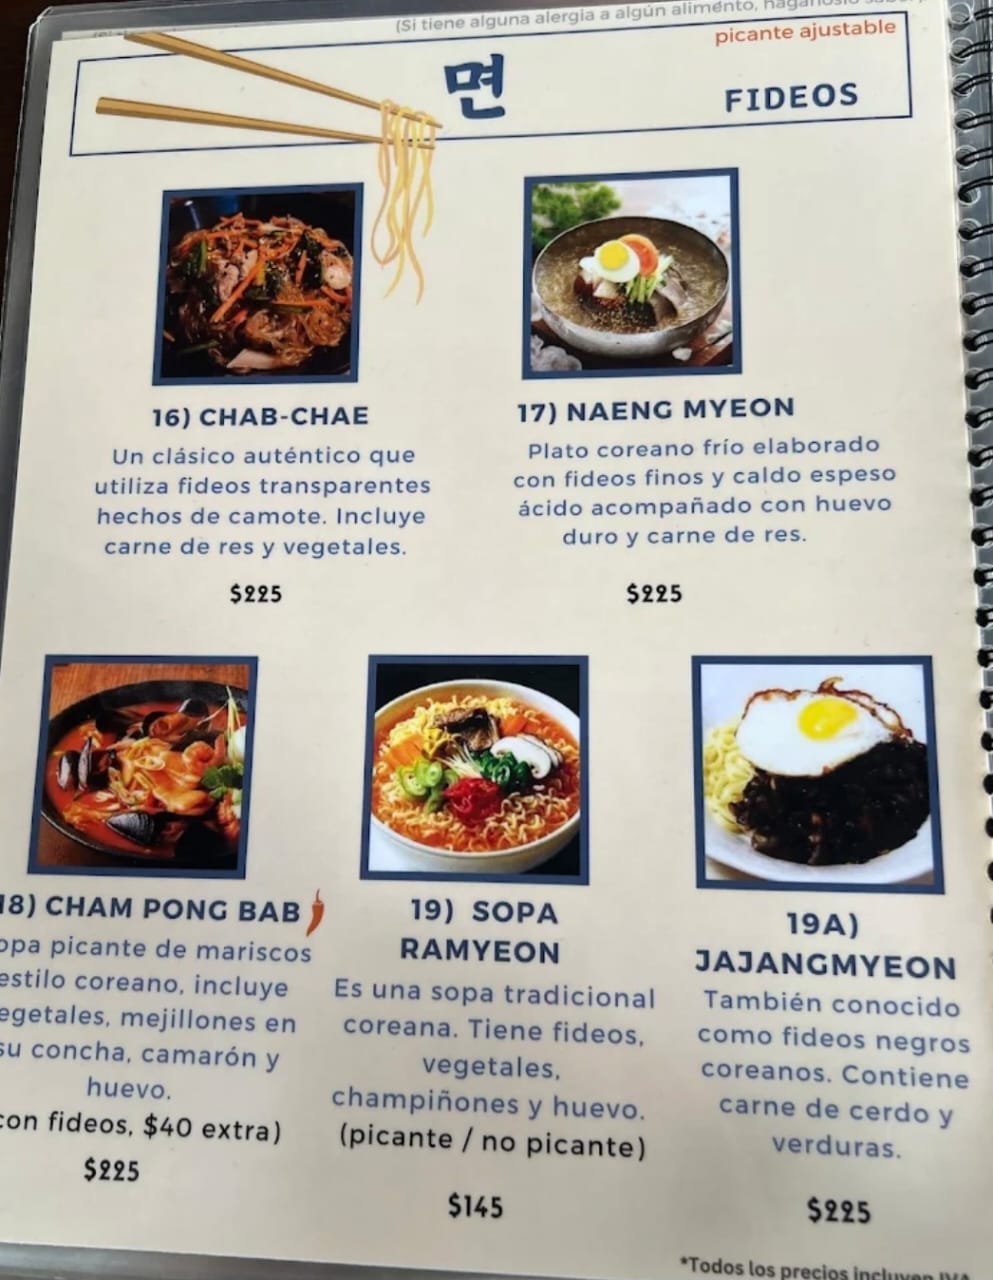 (Si tiene alguna alergia a algún alimento,
picante ajustable
면
FIDEOS
16) CHAB-CHAE
Un clásico auténtico que
utiliza fideos transparentes
hechos de camote. Incluye
carne de res y vegetales.
$225
17) NAENG MYEON
Plato coreano frío elaborado
con fideos finos y caldo espeso
ácido acompañado con huevo
duro y carne de res.
$225
18) CHAM PONG BAB
opa picante de mariscos
estilo coreano, incluye
egetales, mejillones en
su concha, camarón y
huevo.
con fideos, $40 extra)
$225
19) SOPA
RAMYEON
Es una sopa tradicional
coreana. Tiene fideos,
vegetales,
champiñones y huevo.
(picante / no picante)
$145
19A)
JAJANGMYEON
También conocido
como fideos negros
coreanos. Contiene
carne de cerdo y
verduras.
$225
*Todos los precios incluyen IVA